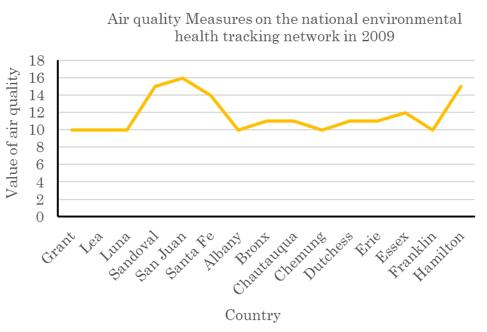 Air quality Measures on the national environmental
health tracking network in 2009
Value of air quality
18
16
14
12
10
8
6
4
2
0
Grant
Lea
Luna
Sandoval
San Juan
Santa Fe
Albany
Bronx
Chautauqua
Chemung
Dutchess
Erie
Essex
Franklin
Hamilton
Country